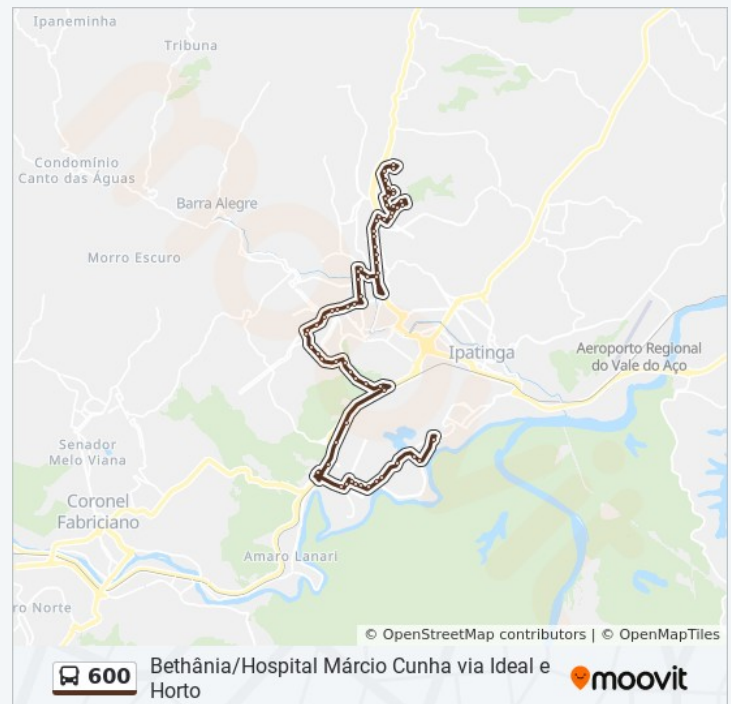 Ipaneminha
Tribuna
Condomínio
Canto das Águas
Barra Alegre
Morro Escuro
Ipatinga
Aeroporto Regional
do Vale do Aço
Senador
Melo Viana
Coronel
Fabriciano
Amaro Lanari
ro Norte
© OpenStreetMap contributors | © OpenMapTiles
600
Bethânia/Hospital Márcio Cunha via Ideal e
Horto
moovit